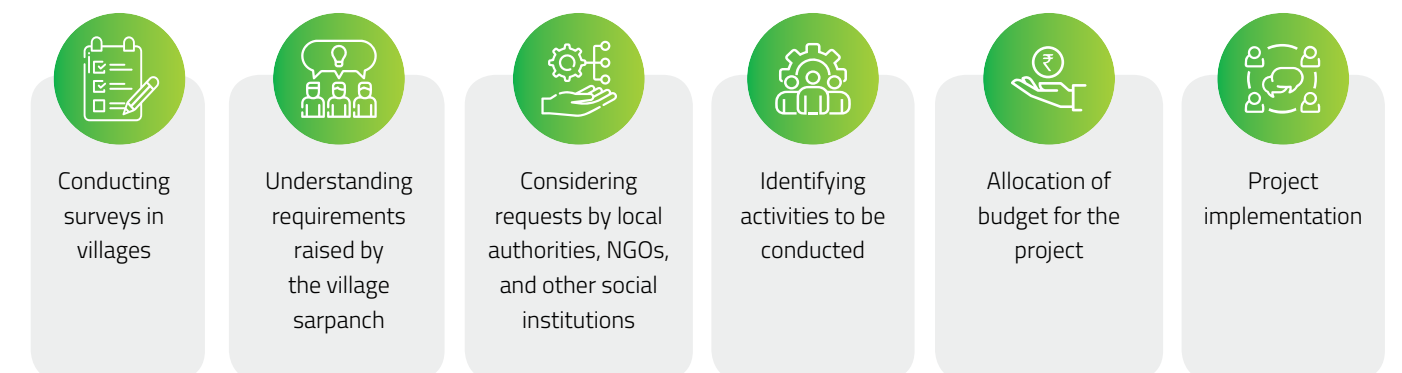 Conducting
surveys in
villages
Understanding
requirements
raised by
the village
sarpanch
Considering
requests by local
authorities, NGOs,
and other social
institutions
Identifying
activities to be
conducted
₹
Allocation of
budget for the
project
Project
implementation